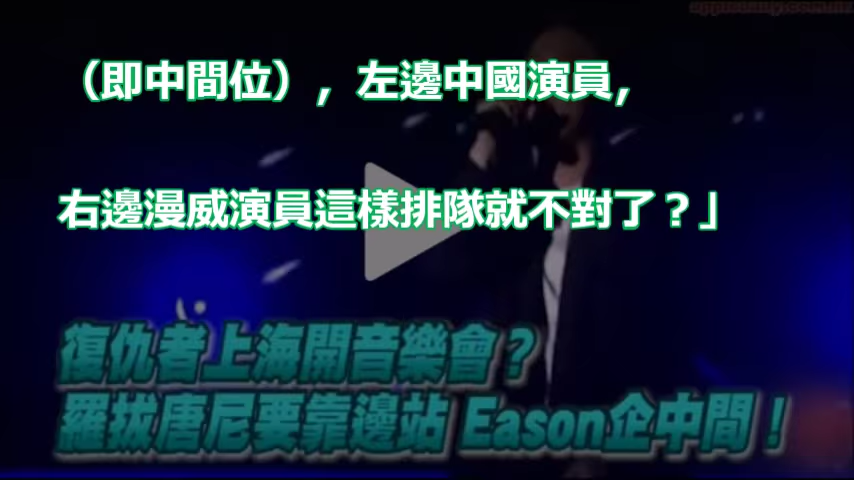 （即中間位），左邊中國演員，
右邊漫威演員這樣排隊就不對了？」
復仇者上海開音樂會？
羅拔唐尼要靠邊站 Eason企中間！